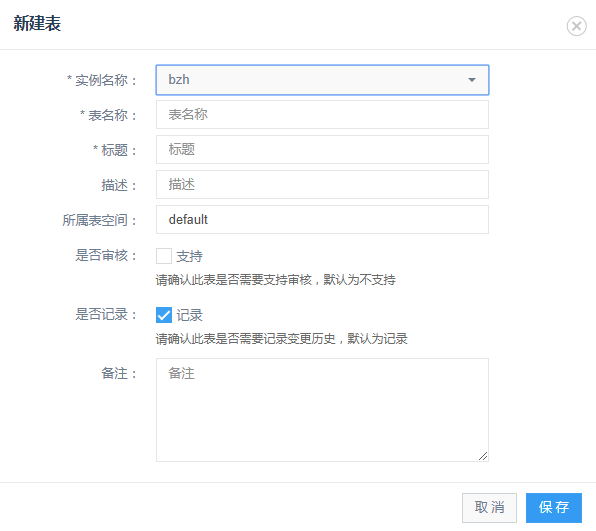 新建表
* 实例名称： bzh
* 表名称： 表名称
* 标题： 标题
描述： 描述
所属表空间： default
是否审核： 支持
请确认此表是否需要支持审核，默认为不支持
是否记录： 记录
请确认此表是否需要记录变更历史，默认为记录
备注： 备注
取消 保存